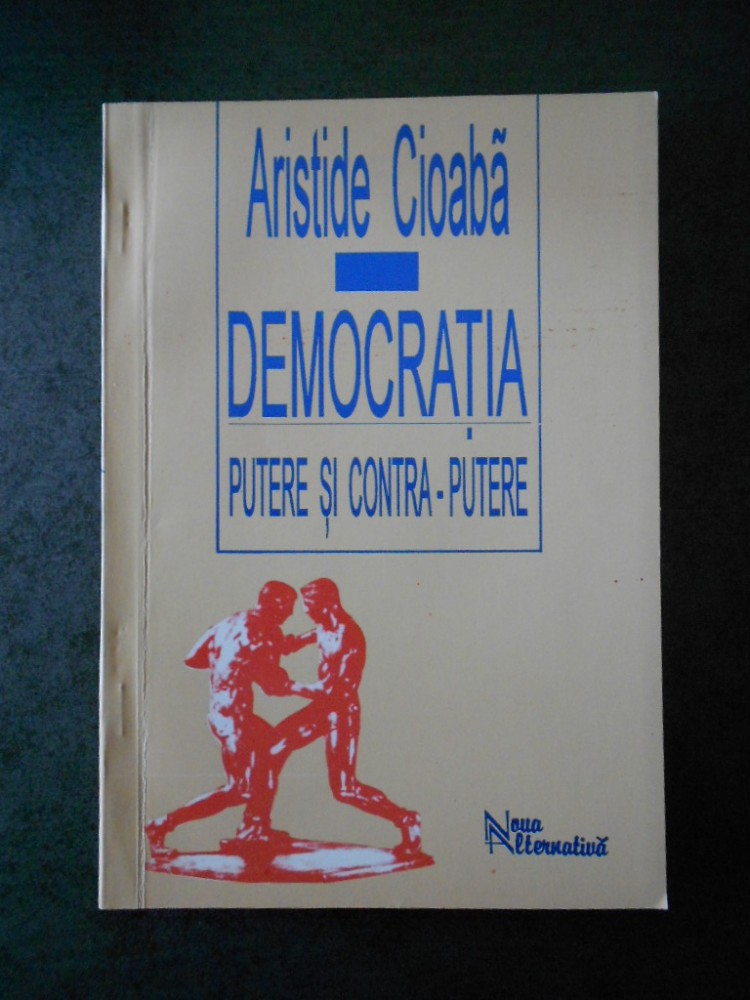 Aristide Cioabă
DEMOCRAȚIA
PUTERE ȘI CONTRA-PUTERE
Noua
Alternativă